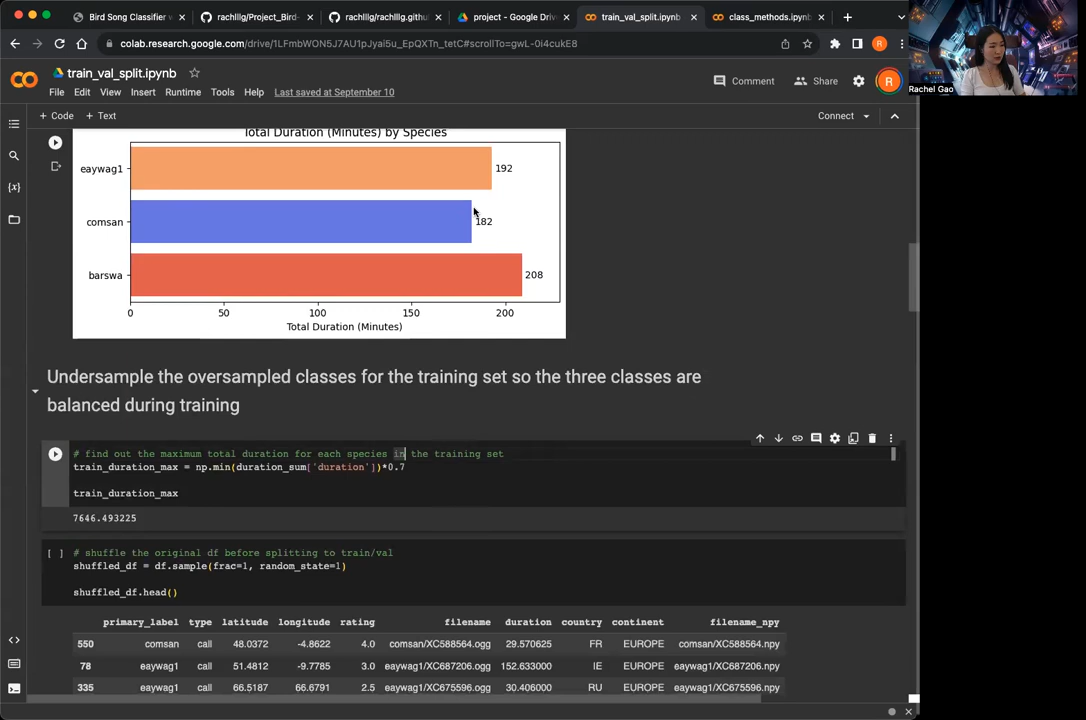 Bird Song Classifier w
rachllg/Project_Bird-
rachllg/rachllg.github
project - Google Driv
train_val_split.ipynb
class_methods.ipynb
colab.research.google.com/drive/1LFmbWON5J7AU1pJyai5u_EpQXTn_tetC#scrollTo=gwL-0i4cukE8
R
Rachel Gao
CO
train_val_split.ipynb
File Edit View Insert Runtime Tools Help Last saved at September 10
Comment
Share
R
+ Code + Text
Connect
Total Duration (Minutes) by Species
eaywag1
192
comsan
182
barswa
208
0 50 100 150 200
Total Duration (Minutes)
Undersample the oversampled classes for the training set so the three classes are
balanced during training
# find out the maximum total duration for each species in the training set
train_duration_max = np.min(duration_sum['duration'])*0.7
train_duration_max
7646.493225
[ ] # shuffle the original df before splitting to train/val
shuffled_df = df.sample(frac=1, random_state=1)
shuffled_df.head()
primary_label type latitude longitude rating filename duration country continent filename_npy
550 comsan call 48.0372 -4.8622 4.0 comsan/XC588564.ogg 29.570625 FR EUROPE comsan/XC588564.npy
78 eaywag1 call 51.4812 -9.7785 3.0 eaywag1/XC687206.ogg 152.633000 IE EUROPE eaywag1/XC687206.npy
335 eaywag1 call 66.5187 66.6791 2.5 eaywag1/XC675596.ogg 30.406000 RU EUROPE eaywag1/XC675596.npy